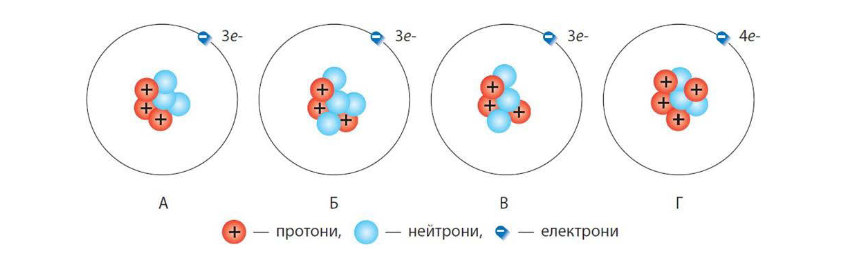 3e- 3e- 3e- 4e-
А Б В Г
+ — протони, — нейтрони, — електрони